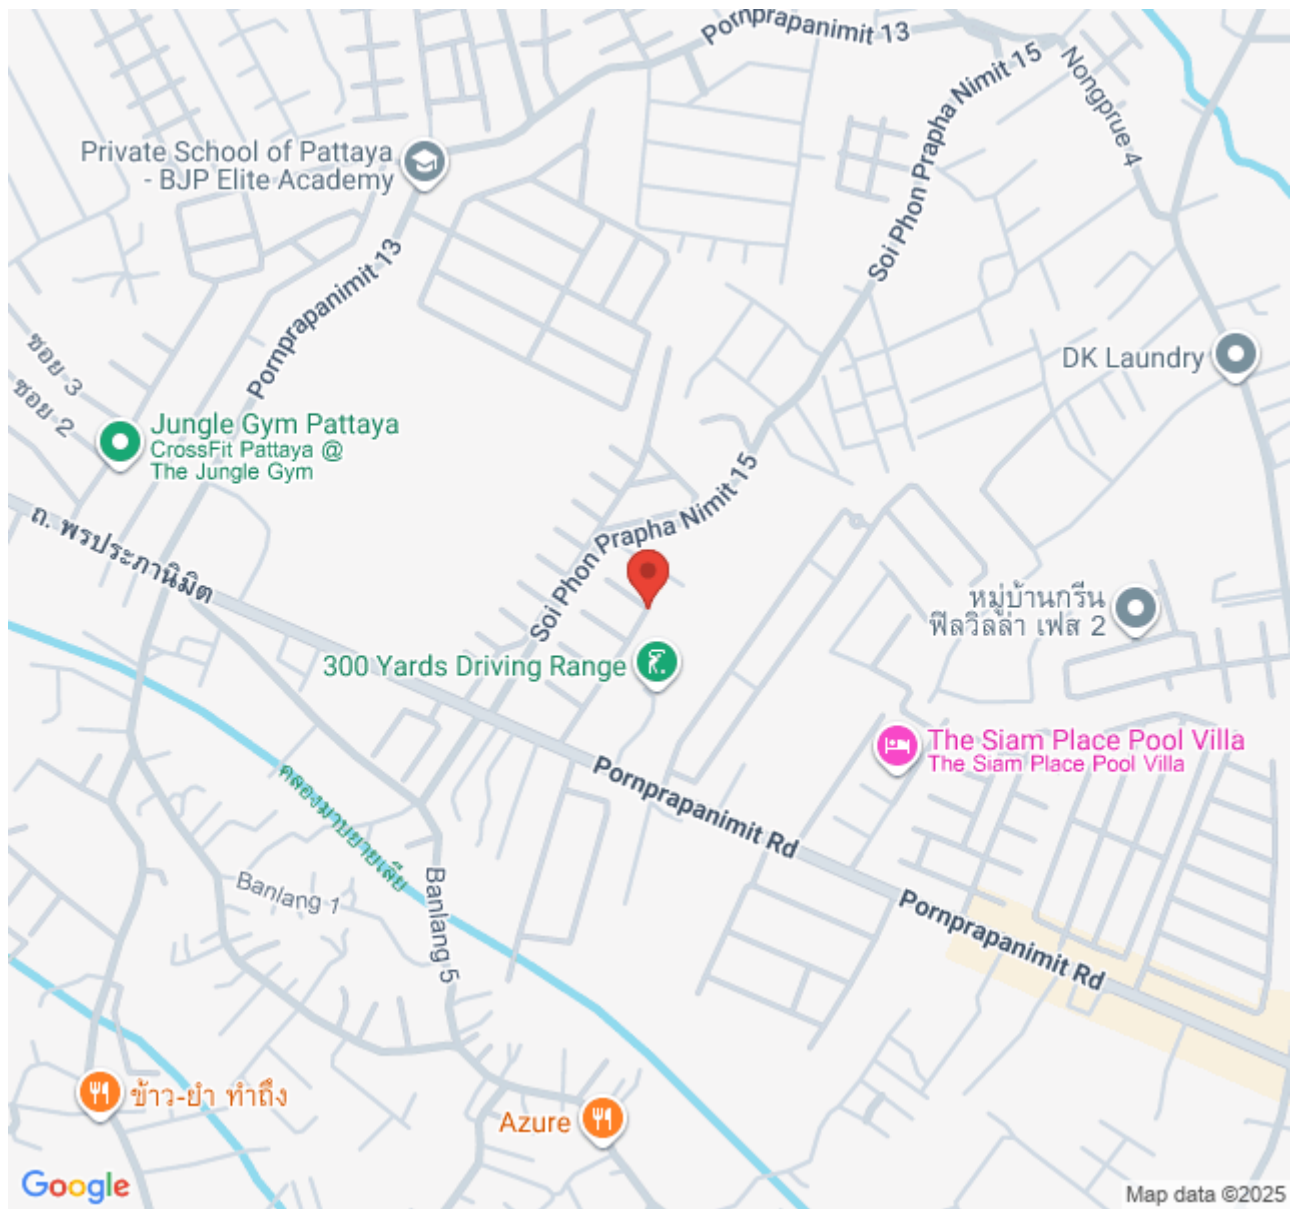 Pornprapanimit 13
Soi Phon Prapha Nimit 15
Nongprue 4
Private School of Pattaya
- BJP Elite Academy
Pornprapanimit 13
ซอย 3
ซอย 2
DK Laundry
Jungle Gym Pattaya
CrossFit Pattaya @
The Jungle Gym
ถ. พรประภานิมิต
Soi Phon Prapha Nimit 15
หมู่บ้านกรีน
ฟิลวิลล่า เฟส 2
300 Yards Driving Range
The Siam Place Pool Villa
The Siam Place Pool Villa
Pornprapanimit Rd
คลองมาบยายเลีย
Banlang 1
Banlang 5
Pornprapanimit Rd
ข้าว-ยำ ทำถึง
Azure
Google
Map data ©2025